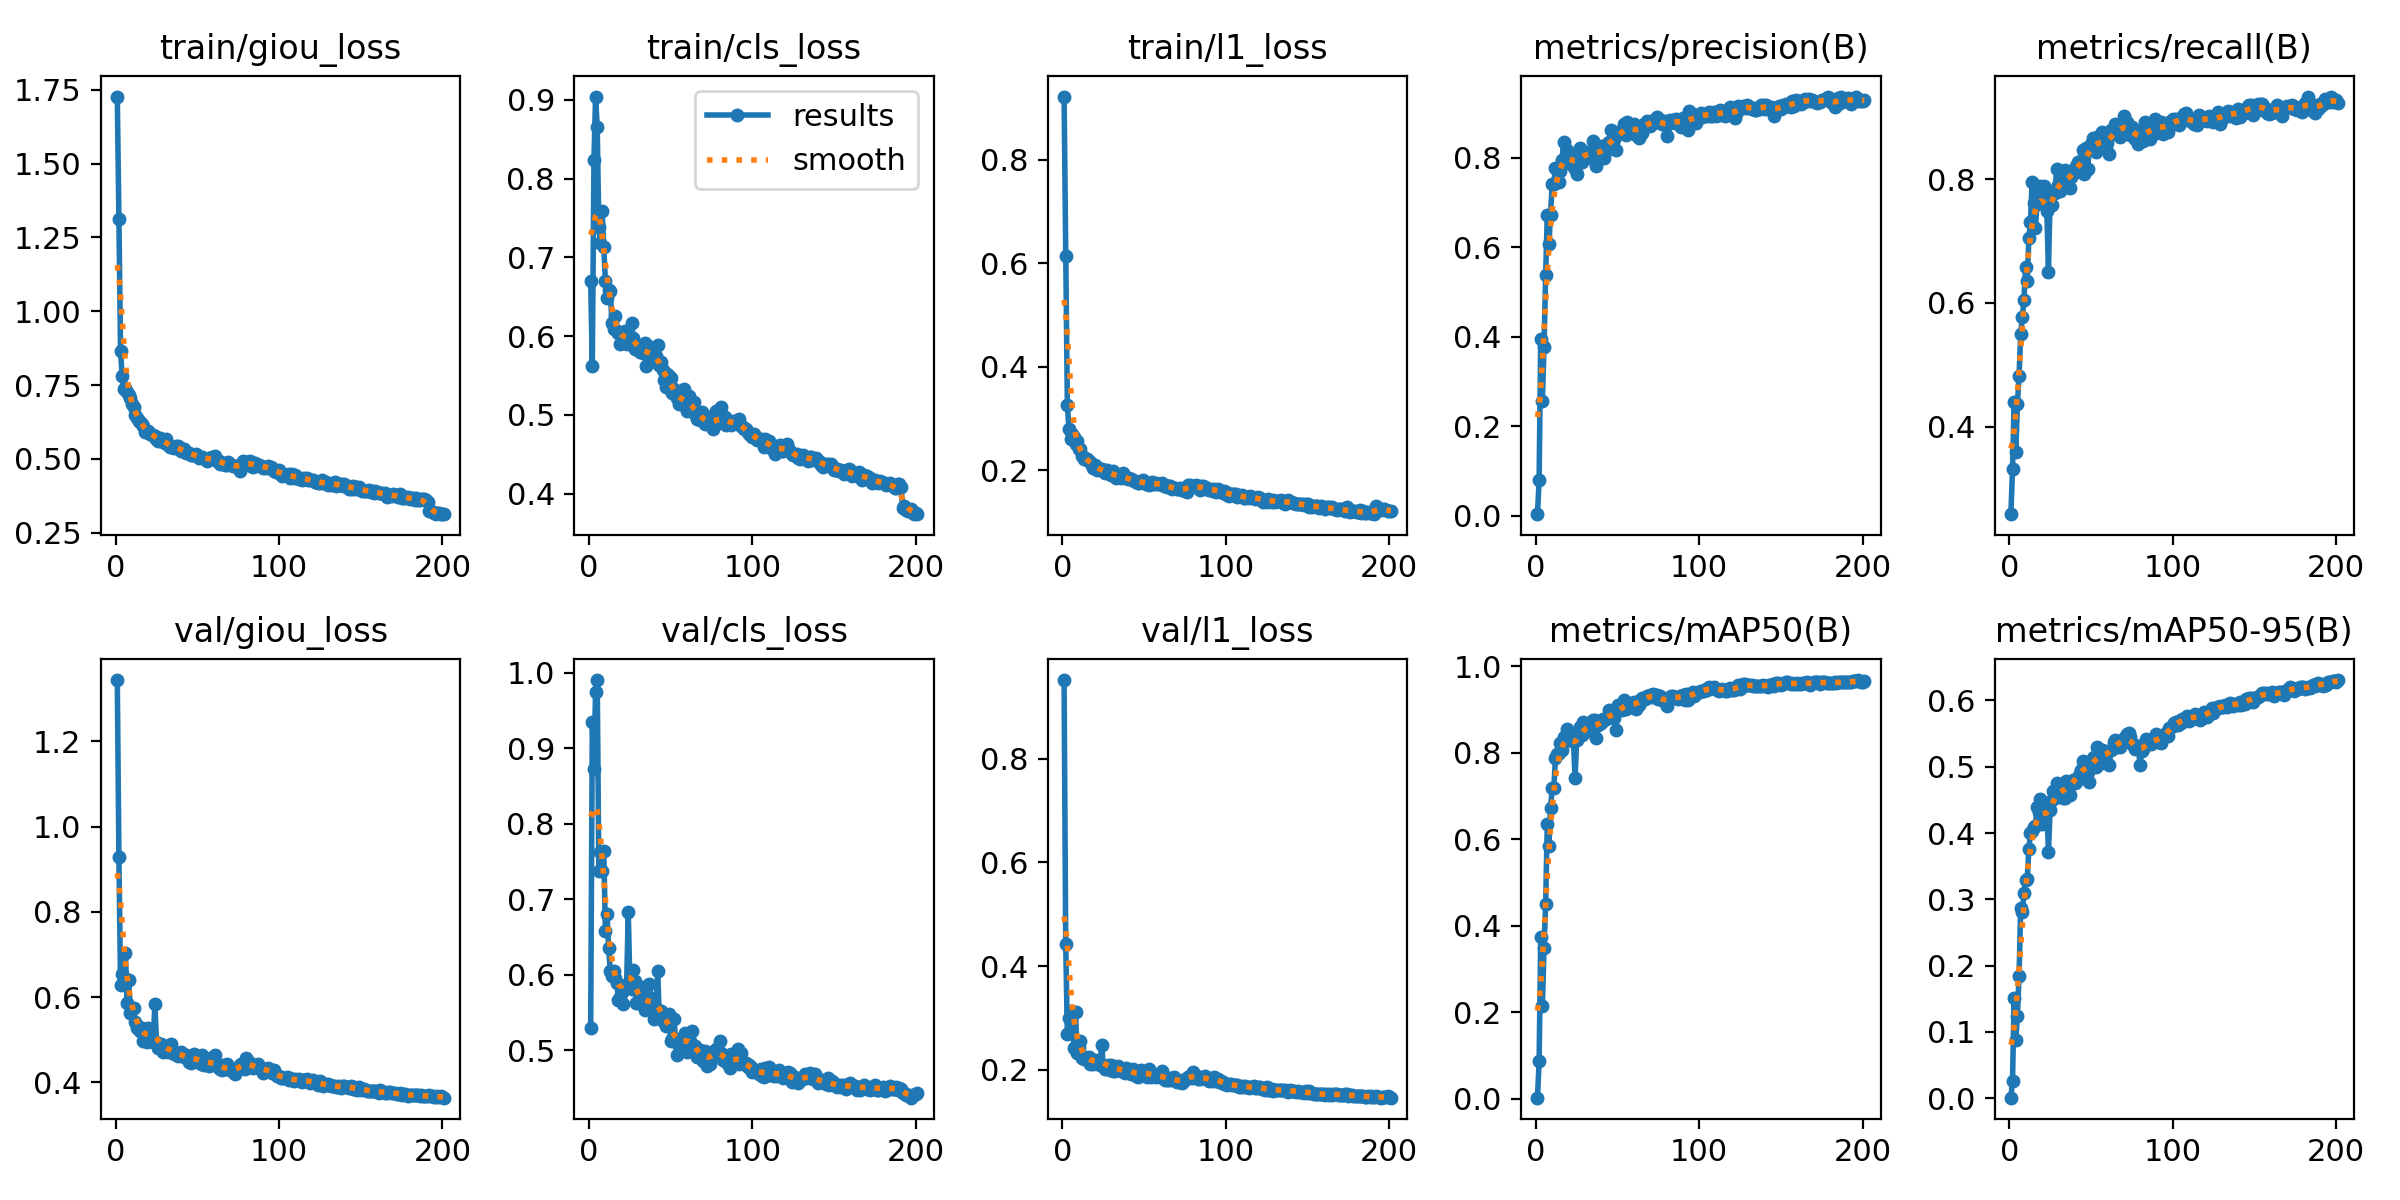 train/giou_loss
1.75
1.50
1.25
1.00
0.75
0.50
0.25
0 100 200
train/cls_loss
results
smooth
0.9
0.8
0.7
0.6
0.5
0.4
0 100 200
train/l1_loss
0.8
0.6
0.4
0.2
0 100 200
metrics/precision(B)
0.8
0.6
0.4
0.2
0.0
0 100 200
metrics/recall(B)
0.8
0.6
0.4
0 100 200
val/giou_loss
1.2
1.0
0.8
0.6
0.4
0 100 200
val/cls_loss
1.0
0.9
0.8
0.7
0.6
0.5
0 100 200
val/l1_loss
0.8
0.6
0.4
0.2
0 100 200
metrics/mAP50(B)
1.0
0.8
0.6
0.4
0.2
0.0
0 100 200
metrics/mAP50-95(B)
0.6
0.5
0.4
0.3
0.2
0.1
0.0
0 100 200